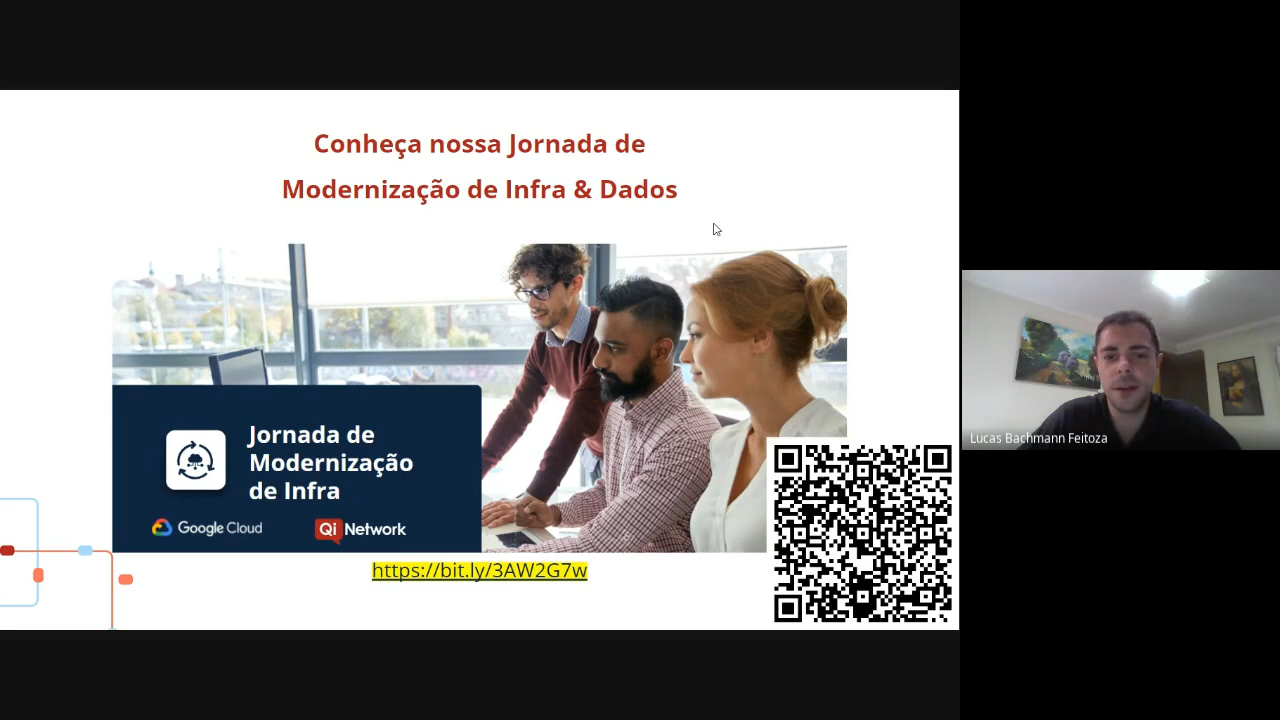 Conheça nossa Jornada de
Modernização de Infra & Dados
Jornada de
Modernização
de Infra
Google Cloud
Qi Network
https://bit.ly/3AW2G7w
Lucas Bachmann Feitoza